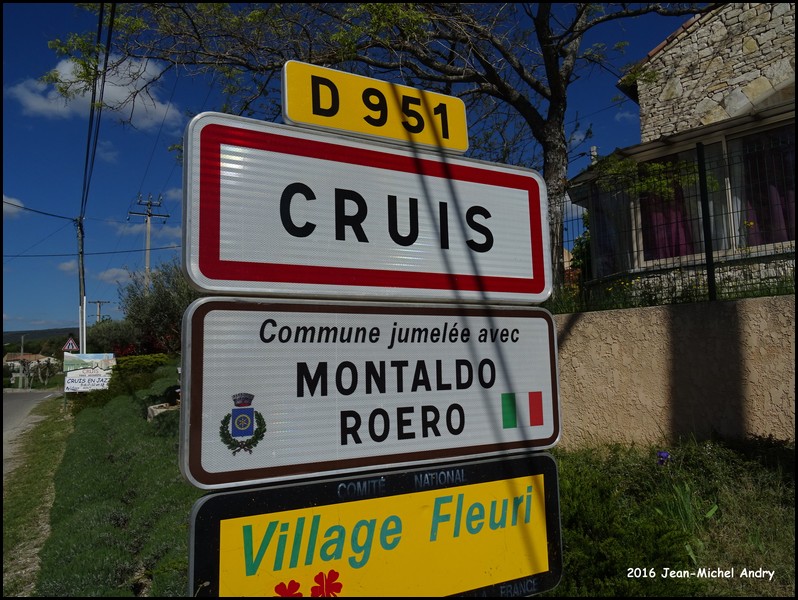 D 951
CRUIS
Commune jumelée avec
MONTALDO
ROERO
COMITÉ NATIONAL
Village Fleuri
FRANCE
CRUIS
CRUIS EN JAZZ
2016 Jean-Michel Andry